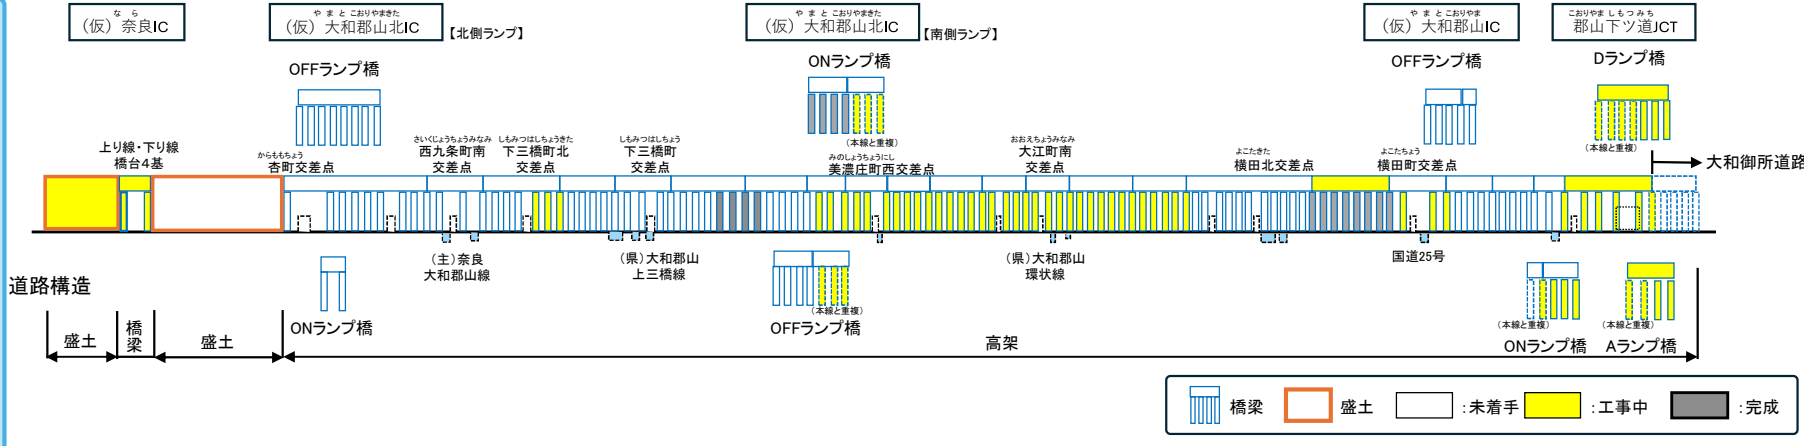 なら
(仮)奈良IC
やまとこおりやまきた
(仮)大和郡山北IC
【北側ランプ】
やまとこおりやまきた
(仮)大和郡山北IC
【南側ランプ】
やまとこおりやま
(仮)大和郡山IC
こおりやましもつみち
郡山下ツ道JCT
OFFランプ橋
ONランプ橋
(本線と重複)
OFFランプ橋
Dランプ橋
(本線と重複)
上り線・下り線
橋台4基
からももちょう
杏町交差点
さいくじょうちょうみなみ
西九条町南
交差点
しもみつはしちょうきた
下三橋町北
交差点
しもみつはしちょう
下三橋町
交差点
みのしょうちょうにし
美濃庄町西交差点
おおえちょうみなみ
大江町南
交差点
よこたきた
横田北交差点
よこたちょう
横田町交差点
大和御所道路
(主)奈良
大和郡山線
(県)大和郡山
上三橋線
(県)大和郡山
環状線
国道25号
道路構造
ONランプ橋
(本線と重複)
OFFランプ橋
(本線と重複)
ONランプ橋
(本線と重複)
Aランプ橋
盛土
橋梁
盛土
高架
橋梁
盛土
:未着手
:工事中
:完成